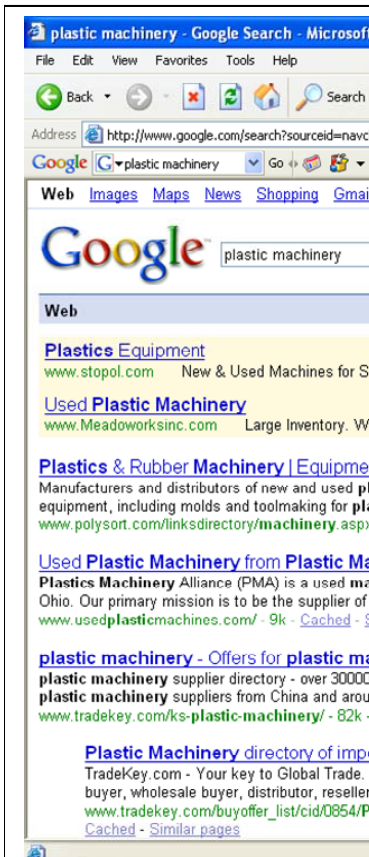 plastic machinery - Google Search - Microsoft
File Edit View Favorites Tools Help
Back Search
Address http://www.google.com/search?sourceid=navc
Google G plastic machinery Go
Web Images Maps News Shopping Gmai
Google plastic machinery
Web
Plastics Equipment
www.stopol.com New & Used Machines for S
Used Plastic Machinery
www.Meadoworksinc.com Large Inventory. W
Plastics & Rubber Machinery | Equipme
Manufacturers and distributors of new and used pl
equipment, including molds and toolmaking for pla
www.polysort.com/linksdirectory/machinery.aspx
Used Plastic Machinery from Plastic Ma
Plastics Machinery Alliance (PMA) is a used ma
Ohio. Our primary mission is to be the supplier of
www.usedplasticmachines.com/ - 9k - Cached - S
plastic machinery - Offers for plastic ma
plastic machinery supplier directory - over 30000
plastic machinery suppliers from China and arou
www.tradekey.com/ks-plastic-machinery/ - 82k -
Plastic Machinery directory of impo
TradeKey.com - Your key to Global Trade.
buyer, wholesale buyer, distributor, reseller
www.tradekey.com/buyoffer_list/cid/0854/P
Cached - Similar pages